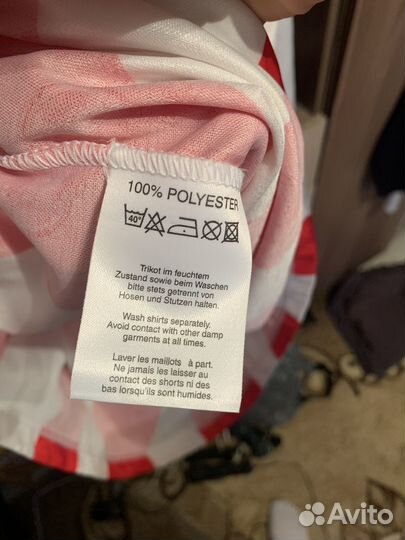 100% POLYESTER
40°
Trikot im feuchtem
Zustand sowie beim Waschen
bitte stets getrennt von
Hosen und Stutzen halten.
Wash shirts separately.
Avoid contact with other damp
garments at all times.
Laver les maillots à part.
Ne jamais les laisser au
contact des shorts ni des
bas lorsqu'ils sont humides.
Avito